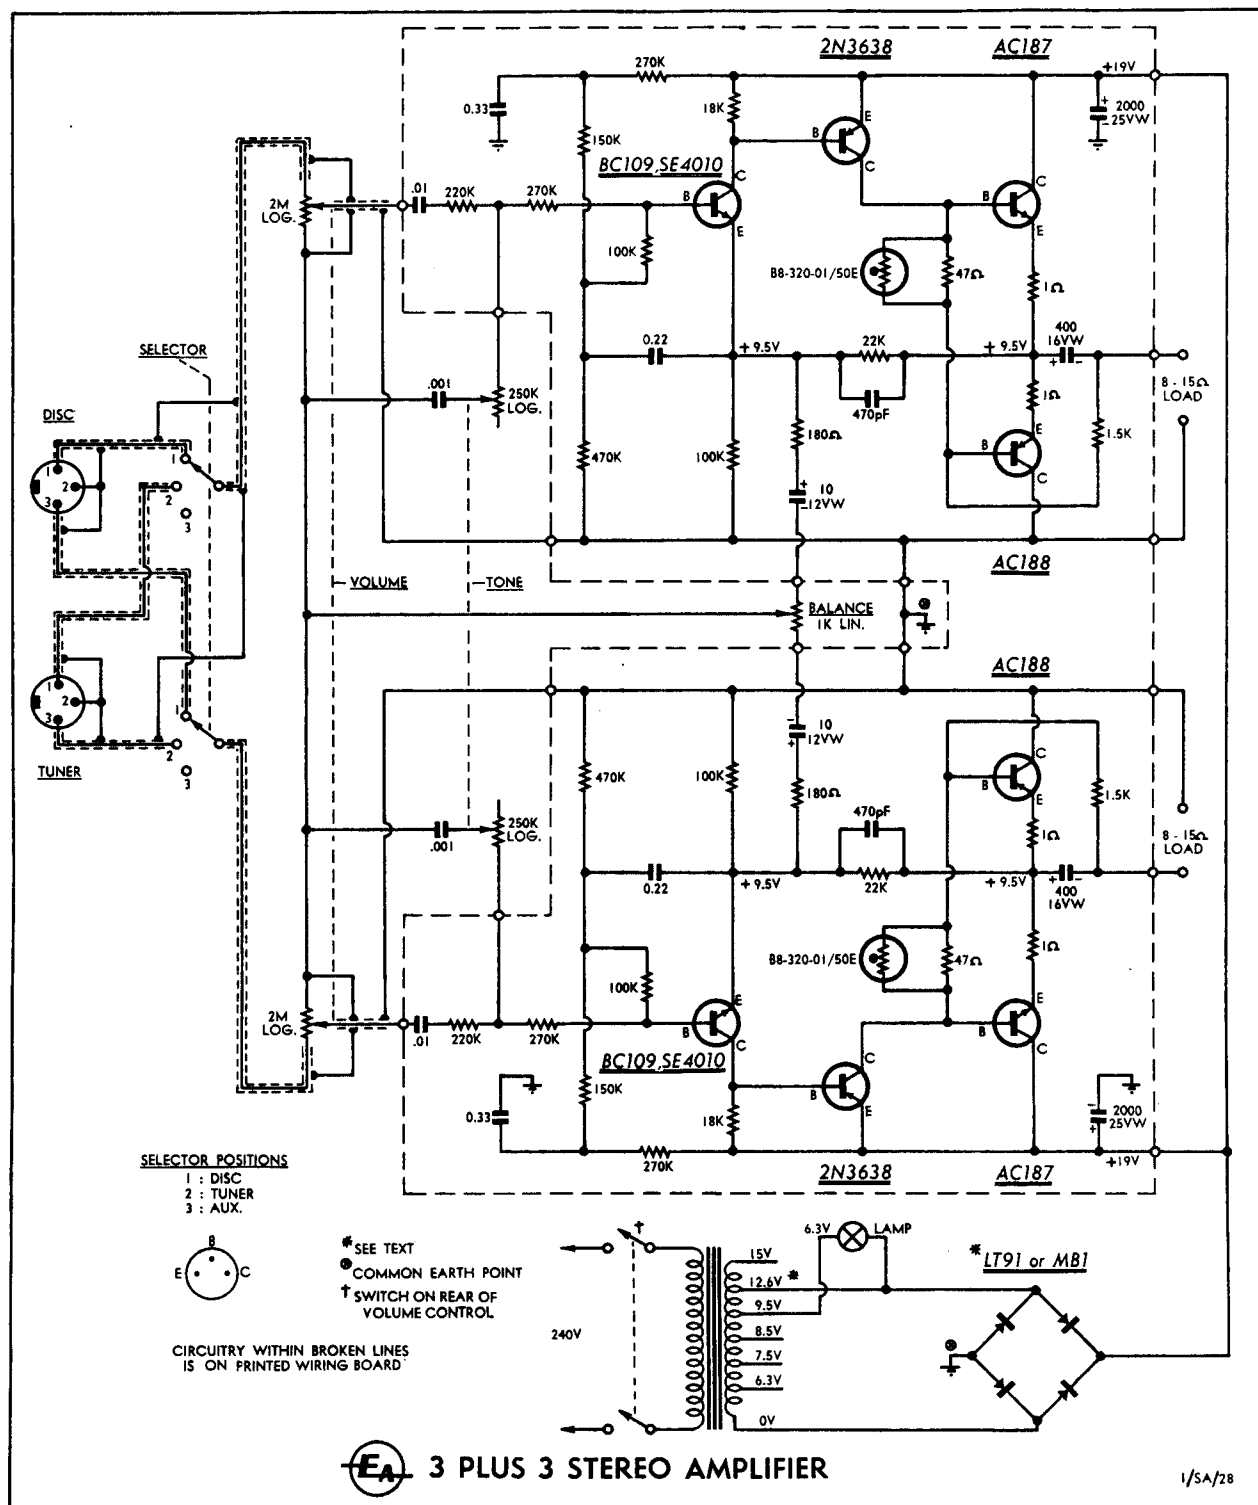 2N3638
AC187
270K
+19V
0.33
18K
E
2000
25VW
150K
B
C
BC109,SE4010
C
C
2M
LOG.
.01
220K
270K
B
B
E
E
100K
B8-320-01/50E
47Ω
1Ω
SELECTOR
0.22
+ 9.5V
22K
+ 9.5V
400
16VW
+
-
8 - 15Ω
LOAD
.001
250K
LOG.
470pF
1Ω
DISC
1
2
3
1
2
3
180Ω
E
B
C
1.5K
470K
100K
+
10
-
12VW
VOLUME
TONE
AC188
BALANCE
1K LIN.
AC188
TUNER
1
2
3
1
2
3
-
10
+
12VW
470K
100K
C
B
E
1.5K
180Ω
250K
LOG.
470pF
1Ω
8 - 15Ω
LOAD
.001
0.22
+ 9.5V
22K
+ 9.5V
+
-
400
16VW
B8-320-01/50E
47Ω
1Ω
100K
2M
LOG.
.01
220K
270K
B
E
C
B
E
C
BC109,SE4010
150K
C
B
E
0.33
18K
-
+
2000
25VW
270K
+19V
2N3638
AC187
SELECTOR POSITIONS
1 : DISC
2 : TUNER
3 : AUX.
B
E
C
* SEE TEXT
⊗ COMMON EARTH POINT
† SWITCH ON REAR OF
VOLUME CONTROL
CIRCUITRY WITHIN BROKEN LINES
IS ON PRINTED WIRING BOARD
†
240V
6.3V
LAMP
15V
12.6V *
9.5V
8.5V
7.5V
6.3V
0V
* LT91 or MB1
EA 3 PLUS 3 STEREO AMPLIFIER
1/SA/28